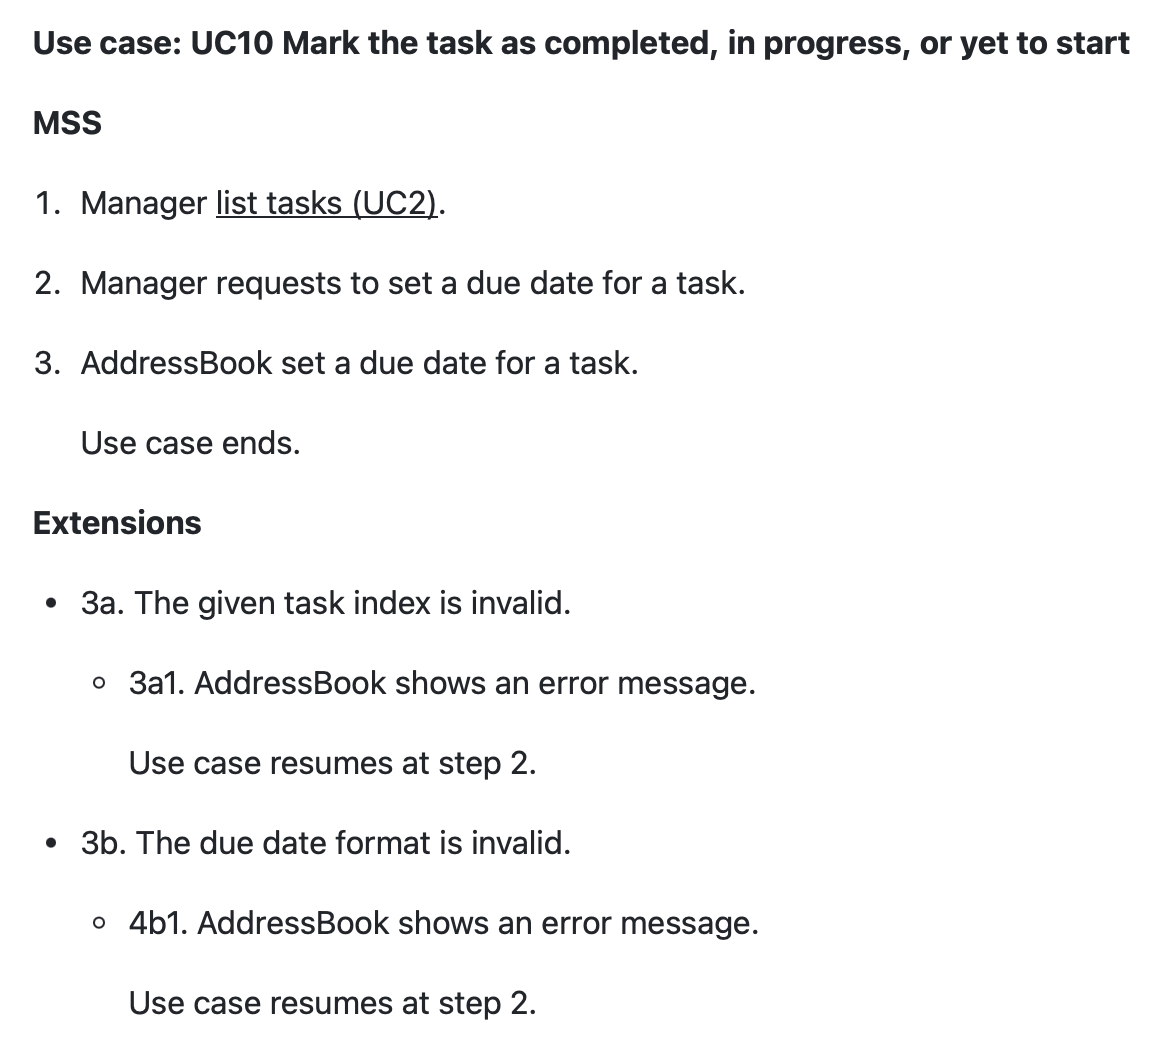 Use case: UC10 Mark the task as completed, in progress, or yet to start
MSS
1. Manager list tasks (UC2).
2. Manager requests to set a due date for a task.
3. AddressBook set a due date for a task.
Use case ends.
Extensions
• 3a. The given task index is invalid.
○ 3a1. AddressBook shows an error message.
Use case resumes at step 2.
• 3b. The due date format is invalid.
○ 4b1. AddressBook shows an error message.
Use case resumes at step 2.